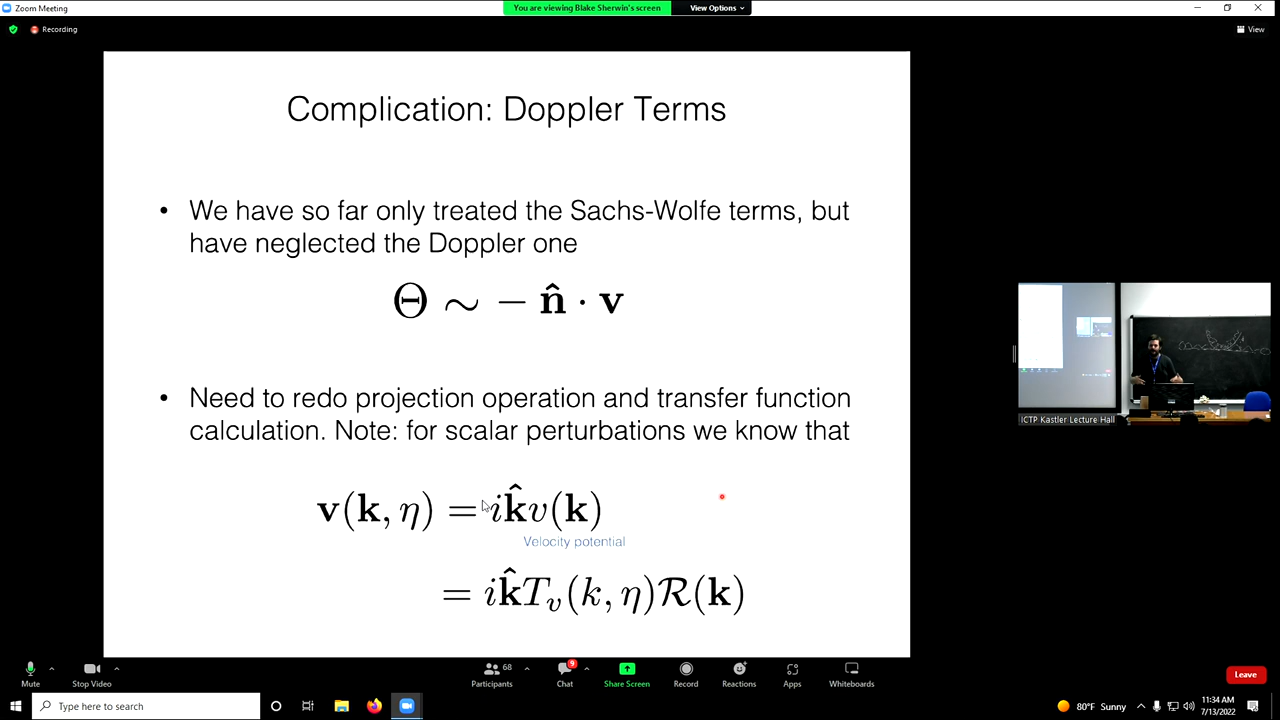 Zoom Meeting
You are viewing Blake Sherwin's screen
View Options
Recording
View
Complication: Doppler Terms
• We have so far only treated the Sachs-Wolfe terms, but
have neglected the Doppler one
Θ ∼ − n̂ · v
• Need to redo projection operation and transfer function
calculation. Note: for scalar perturbations we know that
v(k, η) = ik̂v(k)
Velocity potential
= ik̂T_v(k, η)ℛ(k)
ICTP Kastler Lecture Hall
Mute
Stop Video
68
Participants
9
Chat
Share Screen
Record
Reactions
Apps
Whiteboards
Leave
Type here to search
80°F Sunny
11:34 AM
7/13/2022